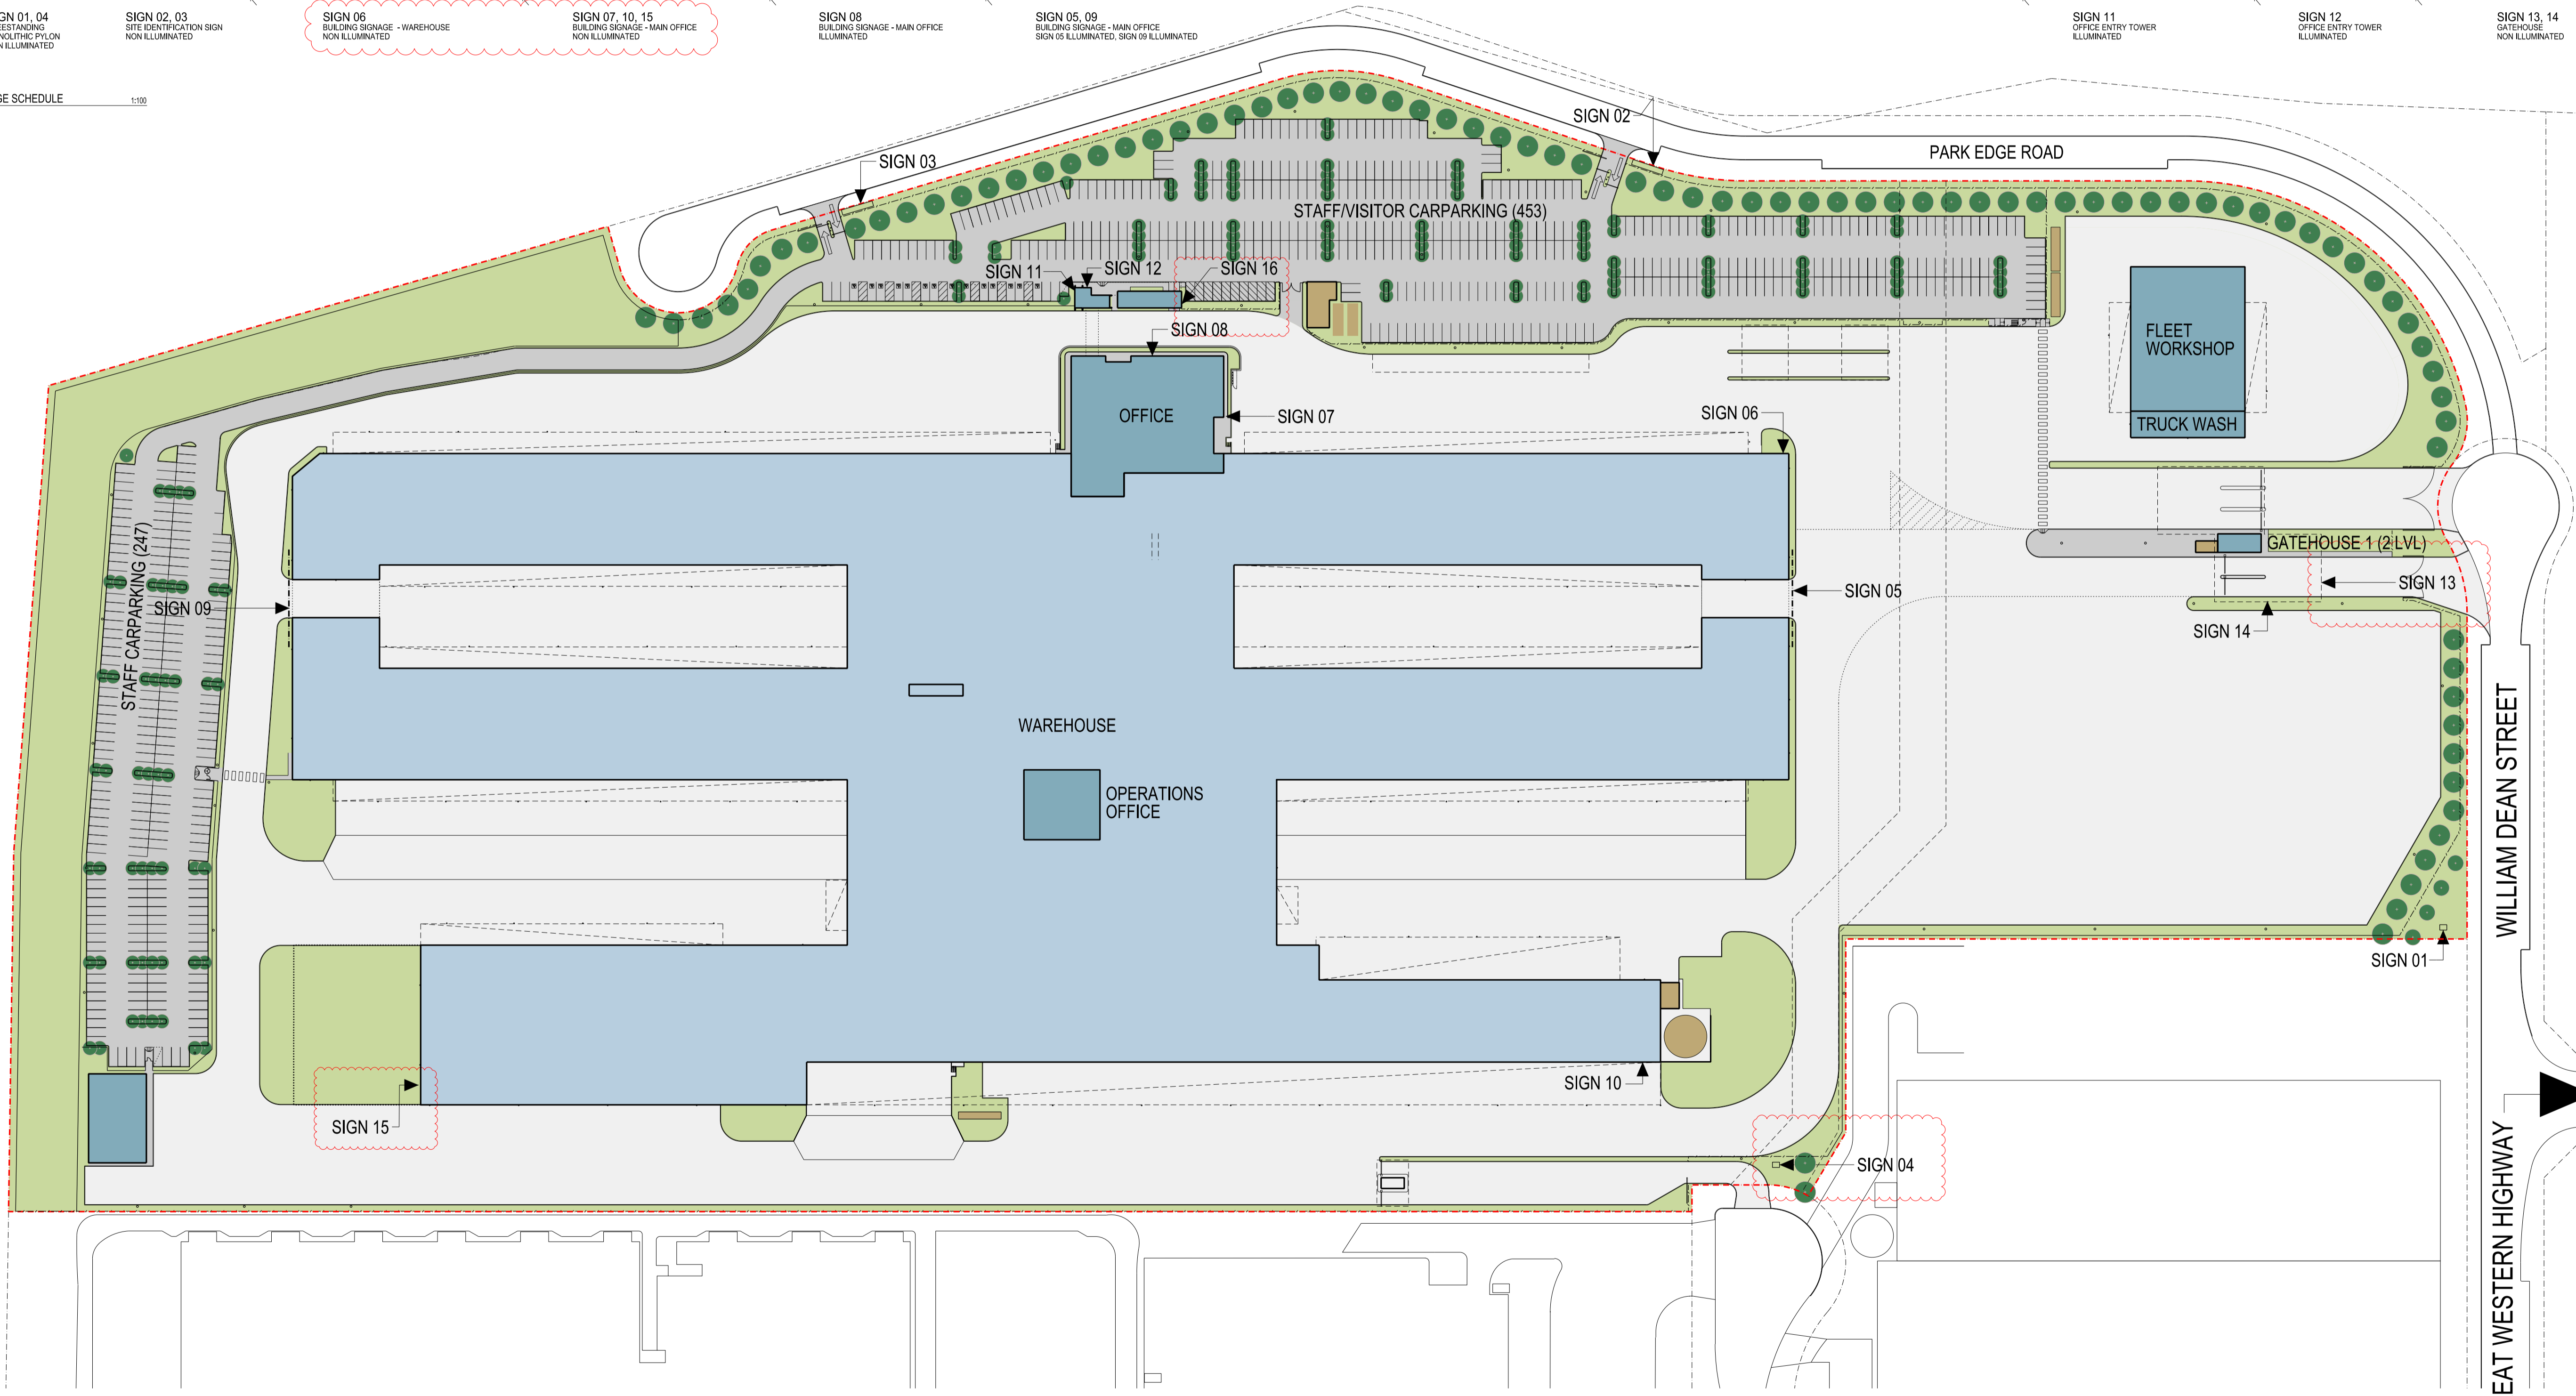 GN 01, 04
EESTANDING
NOLITHIC PYLON
N ILLUMINATED
SIGN 02, 03
SITE IDENTIFICATION SIGN
NON ILLUMINATED
SIGN 06
BUILDING SIGNAGE - WAREHOUSE
NON ILLUMINATED
SIGN 07, 10, 15
BUILDING SIGNAGE - MAIN OFFICE
NON ILLUMINATED
SIGN 08
BUILDING SIGNAGE - MAIN OFFICE
ILLUMINATED
SIGN 05, 09
BUILDING SIGNAGE - MAIN OFFICE
SIGN 05 ILLUMINATED, SIGN 09 ILLUMINATED
SIGN 11
OFFICE ENTRY TOWER
ILLUMINATED
SIGN 12
OFFICE ENTRY TOWER
ILLUMINATED
SIGN 13, 14
GATEHOUSE
NON ILLUMINATED
GE SCHEDULE
1:100
SIGN 02
PARK EDGE ROAD
SIGN 03
STAFF/VISITOR CARPARKING (453)
SIGN 11
SIGN 12
SIGN 16
SIGN 08
FLEET
WORKSHOP
OFFICE
SIGN 07
SIGN 06
TRUCK WASH
STAFF CARPARKING (247)
GATEHOUSE 1 (2 LVL)
SIGN 09
SIGN 05
SIGN 13
SIGN 14
WAREHOUSE
WILLIAM DEAN STREET
OPERATIONS
OFFICE
SIGN 01
SIGN 10
SIGN 15
SIGN 04
EAT WESTERN HIGHWAY